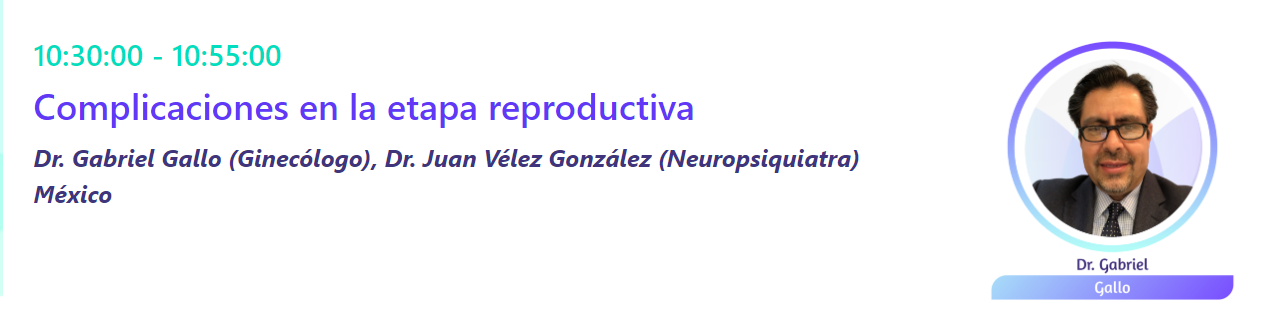 10:30:00 - 10:55:00
Complicaciones en la etapa reproductiva
Dr. Gabriel Gallo (Ginecólogo), Dr. Juan Vélez González (Neuropsiquiatra)
México
Dr. Gabriel
Gallo